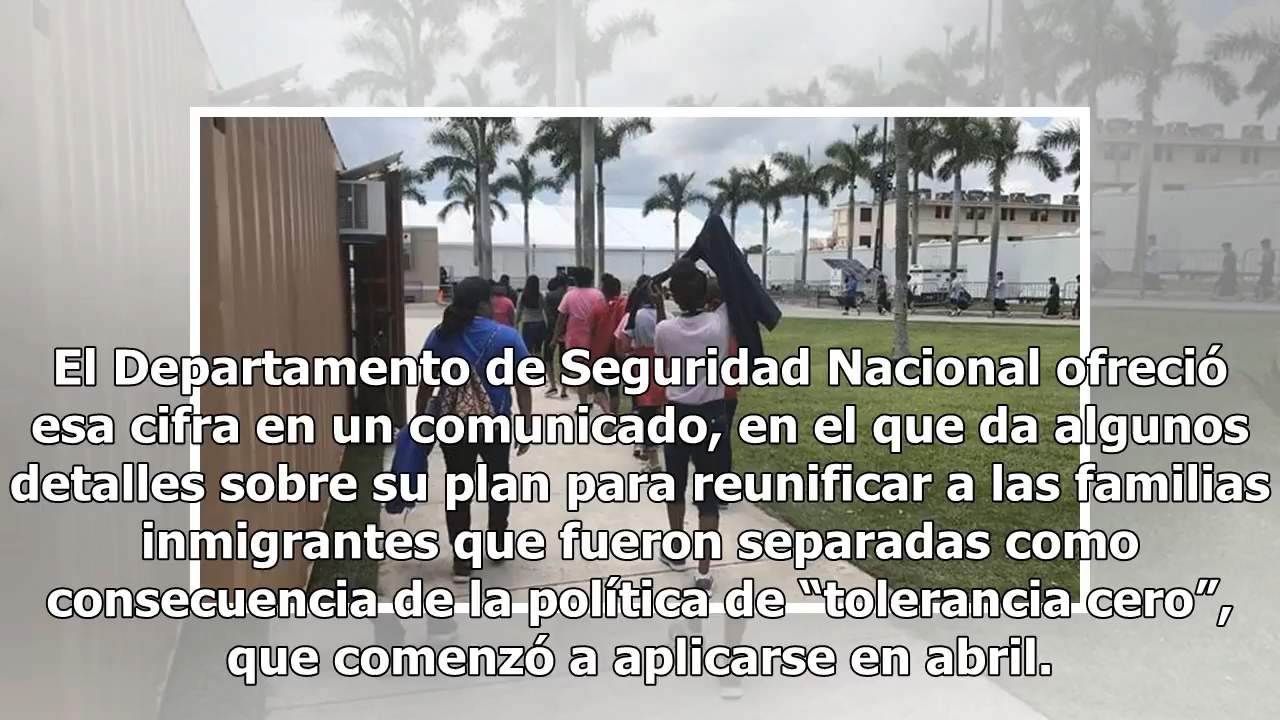 El Departamento de Seguridad Nacional ofreció
esa cifra en un comunicado, en el que da algunos
detalles sobre su plan para reunificar a las familias
inmigrantes que fueron separadas como
consecuencia de la política de “tolerancia cero”,
que comenzó a aplicarse en abril.